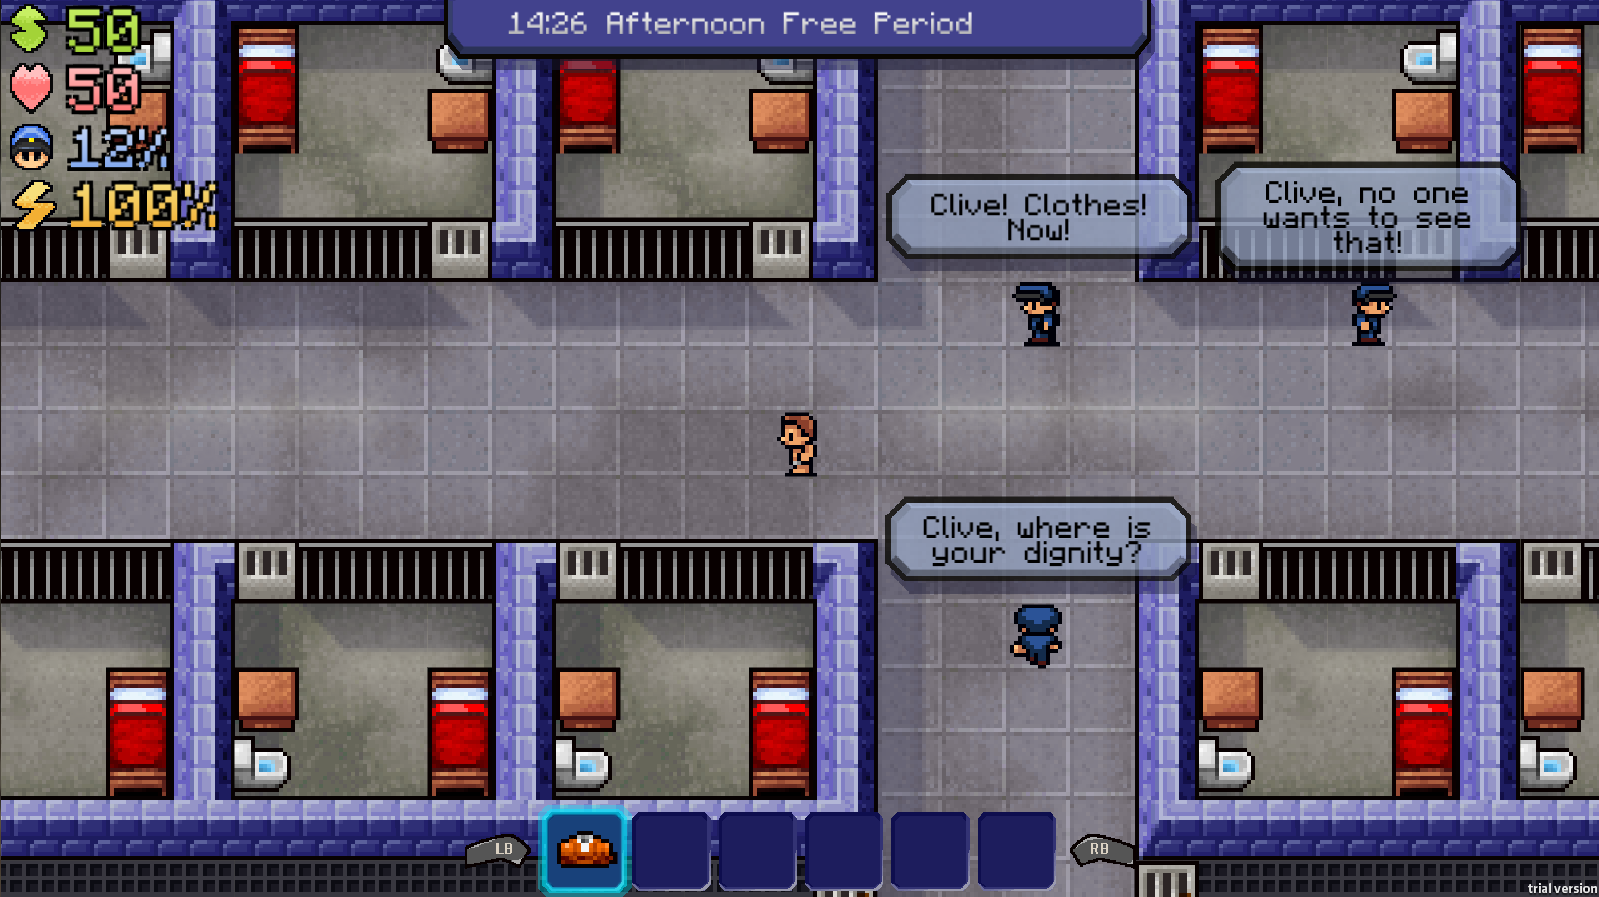 14:26 Afternoon Free Period
50
50
12%
100%
Clive! Clothes!
Now!
Clive, no one
wants to see
that!
Clive, where is
your dignity?
LB
RB
trial version